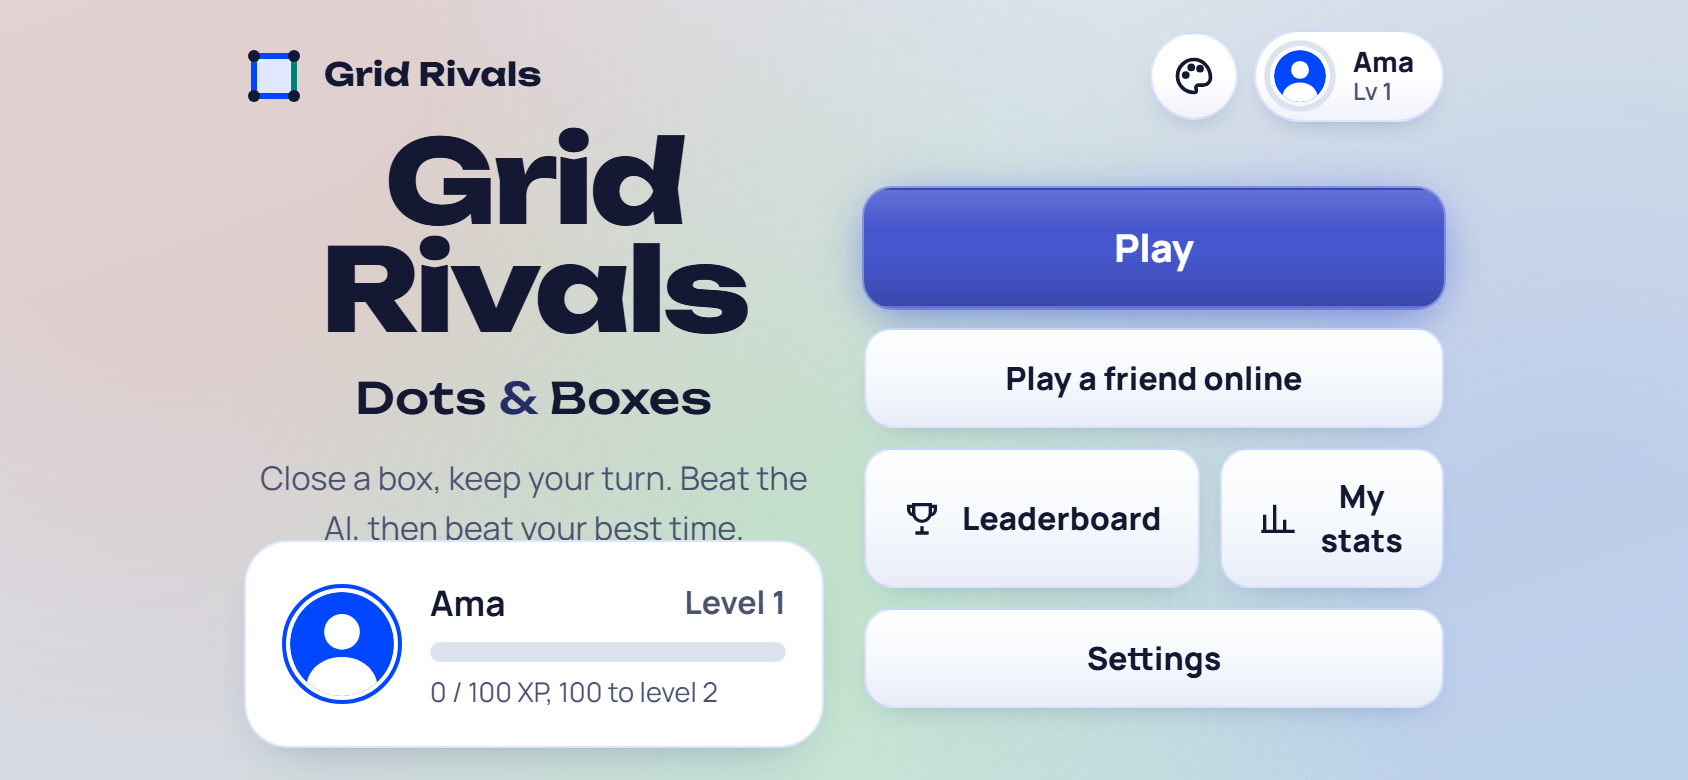 Grid Rivals
Ama
Lv 1
Grid
Rivals
Dots & Boxes
Close a box, keep your turn. Beat the
AI, then beat your best time.
Ama
Level 1
0 / 100 XP, 100 to level 2
Play
Play a friend online
Leaderboard
My
stats
Settings